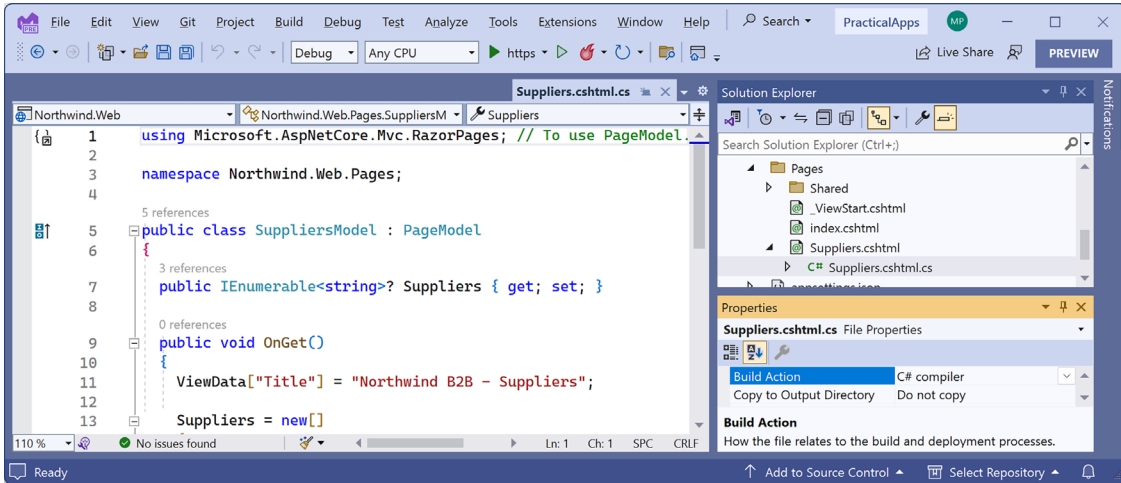 PRE File Edit View Git Project Build Debug Test Analyze Tools Extensions Window Help Search PracticalApps MP
Debug Any CPU https Live Share PREVIEW
Suppliers.cshtml.cs
Northwind.Web Northwind.Web.Pages.SuppliersM Suppliers
1 using Microsoft.AspNetCore.Mvc.RazorPages; // To use PageModel.
2
3 namespace Northwind.Web.Pages;
4
5 references
5 public class SuppliersModel : PageModel
6 {
3 references
7 public IEnumerable<string>? Suppliers { get; set; }
8
0 references
9 public void OnGet()
10 {
11 ViewData["Title"] = "Northwind B2B - Suppliers";
12
13 Suppliers = new[]
110 % No issues found Ln: 1 Ch: 1 SPC CRLF
Solution Explorer
Search Solution Explorer (Ctrl+;)
Pages
Shared
_ViewStart.cshtml
index.cshtml
Suppliers.cshtml
C# Suppliers.cshtml.cs
appsettings.json
Properties
Suppliers.cshtml.cs File Properties
Build Action C# compiler
Copy to Output Directory Do not copy
Build Action
How the file relates to the build and deployment processes.
Notifications
Ready Add to Source Control Select Repository